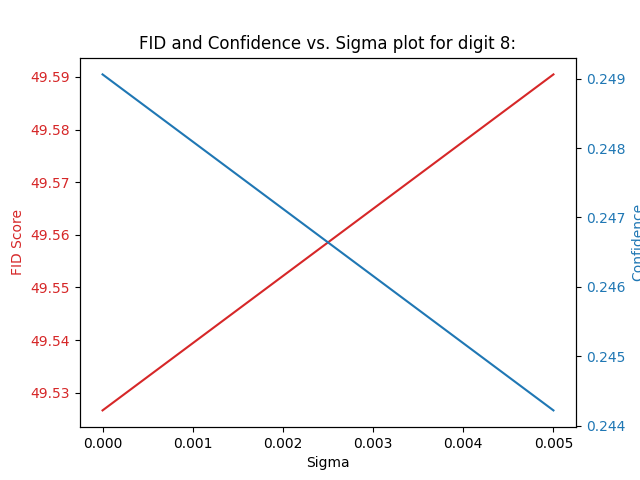 FID and Confidence vs. Sigma plot for digit 8:
49.59
49.58
49.57
49.56
49.55
49.54
49.53
FID Score
0.249
0.248
0.247
0.246
0.245
0.244
Confidence
0.000 0.001 0.002 0.003 0.004 0.005
Sigma